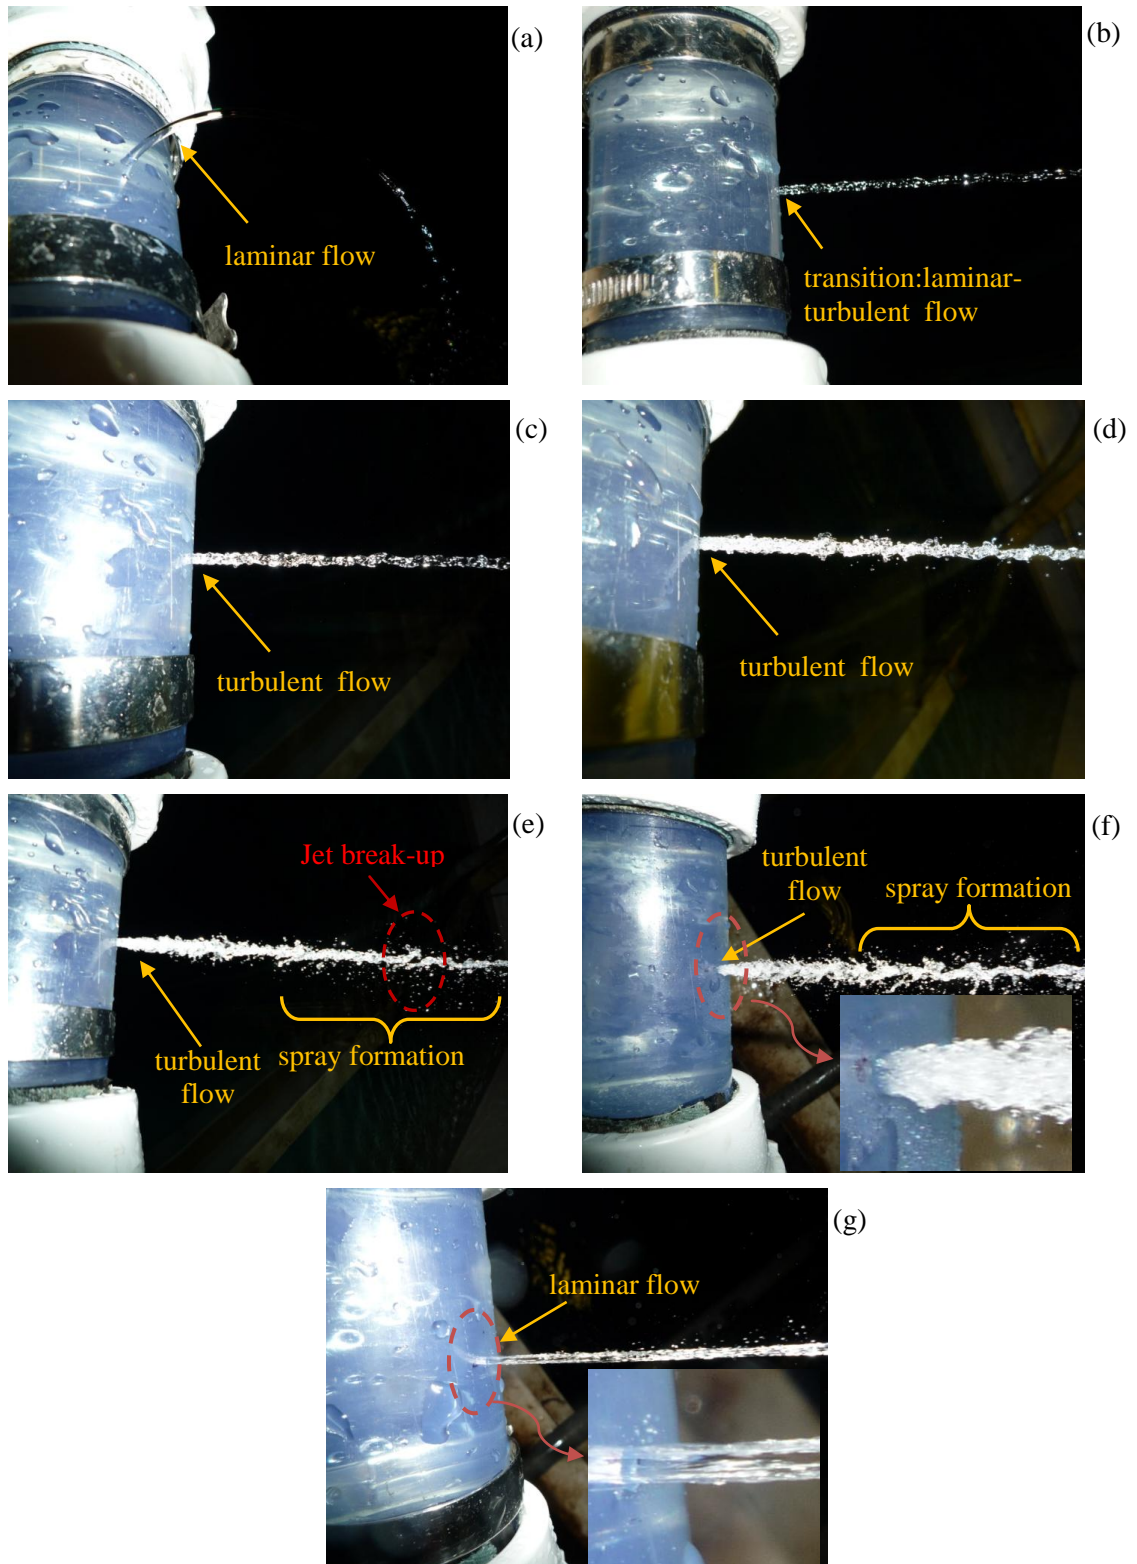 (a)
laminar flow
(b)
transition:laminar-
turbulent flow
(c)
turbulent flow
(d)
turbulent flow
(e)
Jet break-up
turbulent
flow
spray formation
(f)
turbulent
flow
spray formation
(g)
laminar flow